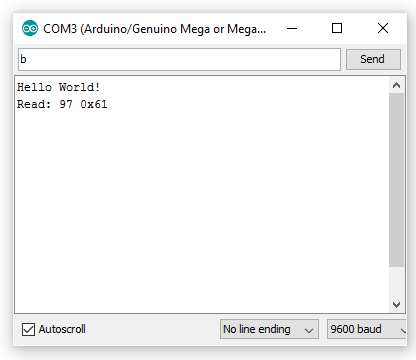 COM3 (Arduino/Genuino Mega or Mega...
b
Send
Hello World!
Read: 97 0x61
Autoscroll
No line ending
9600 baud